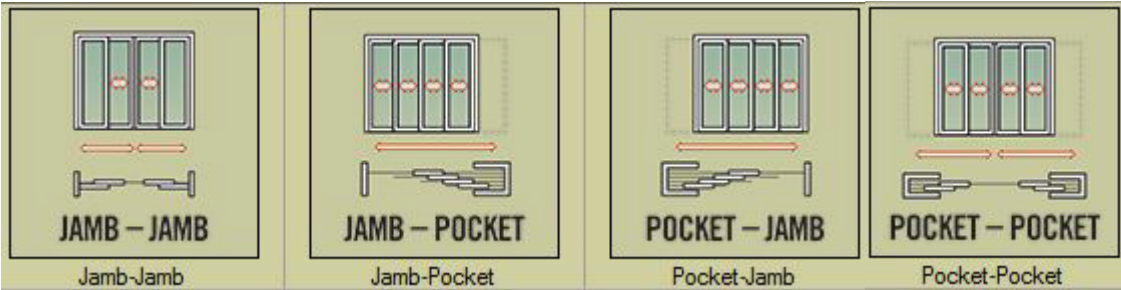 JAMB – JAMB
Jamb-Jamb
JAMB – POCKET
Jamb-Pocket
POCKET – JAMB
Pocket-Jamb
POCKET – POCKET
Pocket-Pocket